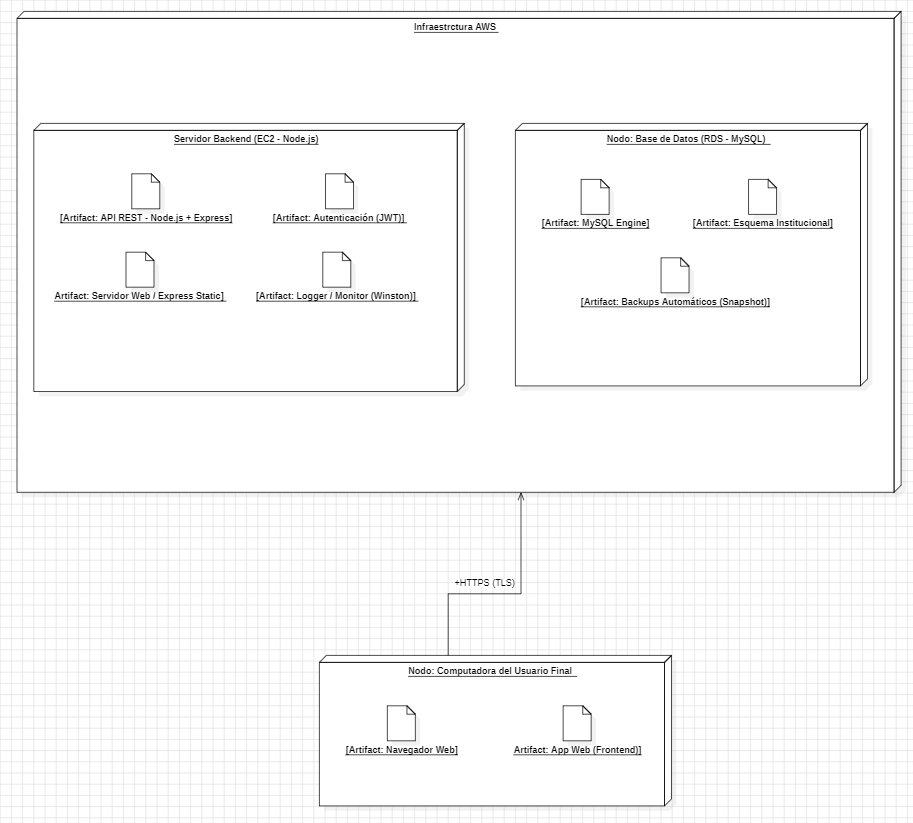 Infraestrctura AWS
Servidor Backend (EC2 - Node.js)
[Artifact: API REST - Node.js + Express]
[Artifact: Autenticación (JWT)]
Artifact: Servidor Web / Express Static]
[Artifact: Logger / Monitor (Winston)]
Nodo: Base de Datos (RDS - MySQL)
[Artifact: MySQL Engine]
[Artifact: Esquema Institucional]
[Artifact: Backups Automáticos (Snapshot)]
+HTTPS (TLS)
Nodo: Computadora del Usuario Final
[Artifact: Navegador Web]
Artifact: App Web (Frontend)]